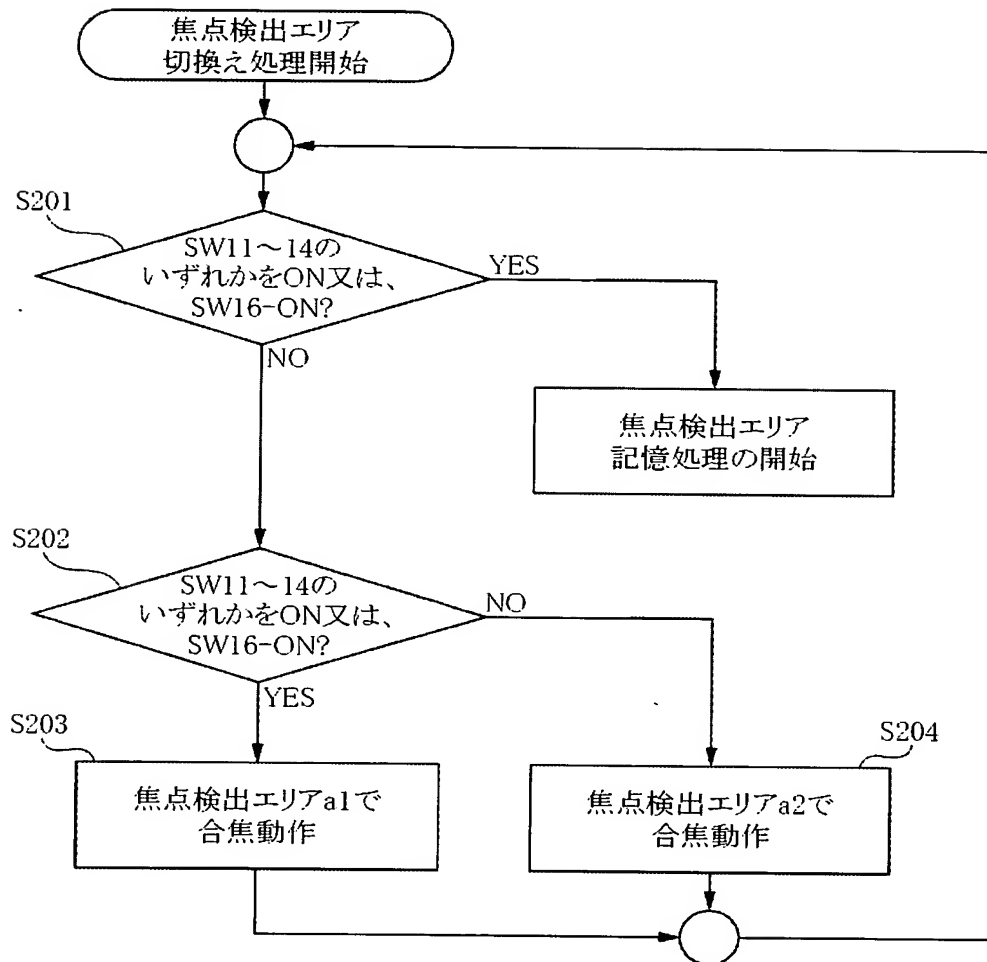 焦点検出エリア
切換え処理開始
S201
SW11～14の
いずれかをON又は、
SW16-ON?
YES
NO
焦点検出エリア
記憶処理の開始
S202
SW11～14の
いずれかをON又は、
SW16-ON?
NO
YES
S203
焦点検出エリアa1で
合焦動作
S204
焦点検出エリアa2で
合焦動作